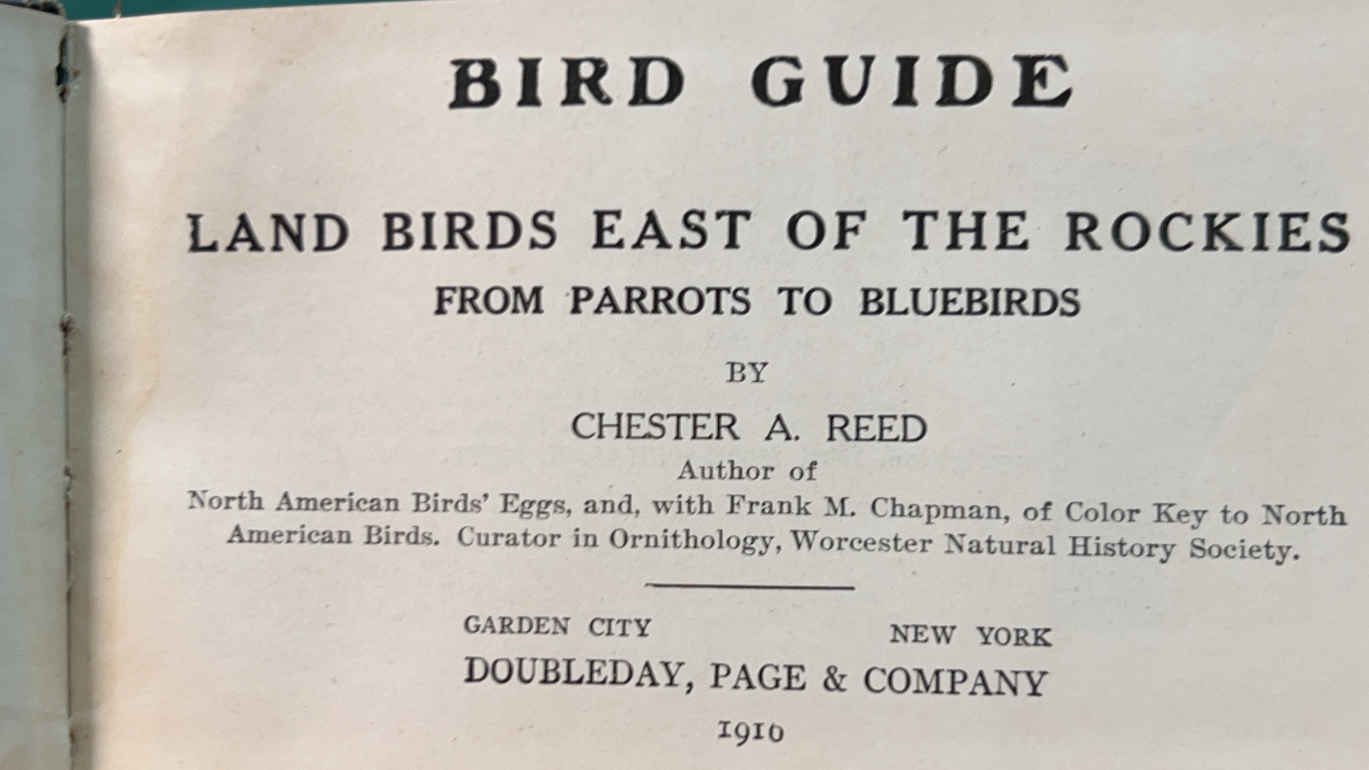 BIRD GUIDE
LAND BIRDS EAST OF THE ROCKIES
FROM PARROTS TO BLUEBIRDS
BY
CHESTER A. REED
Author of
North American Birds' Eggs, and, with Frank M. Chapman, of Color Key to North
American Birds. Curator in Ornithology, Worcester Natural History Society.
GARDEN CITY NEW YORK
DOUBLEDAY, PAGE & COMPANY
1910